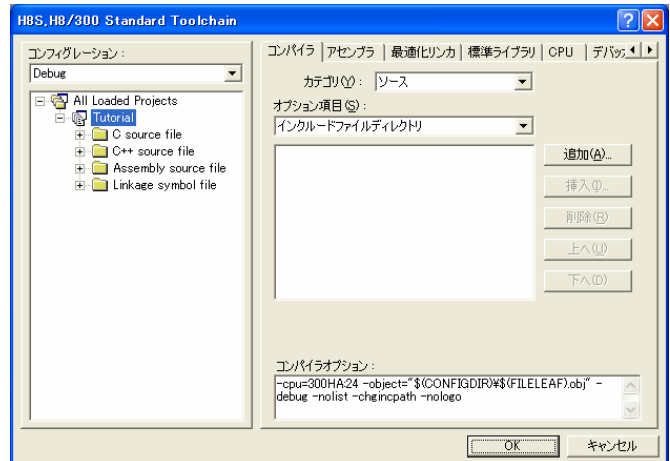 H8S,H8/300 Standard Toolchain
コンフィグレーション :
Debug
All Loaded Projects
Tutorial
C source file
C++ source file
Assembly source file
Linkage symbol file
コンパイラ アセンブラ 最適化リンカ 標準ライブラリ CPU デバッ
カテゴリ(Y) : ソース
オプション項目(S) :
インクルードファイルディレクトリ
追加(A)...
挿入(I)...
削除(R)
上へ(U)
下へ(D)
コンパイラオプション :
-cpu=300HA:24 -object="$(CONFIGDIR)¥$(FILELEAF).obj" -
debug -nolist -chgincpath -nologo
OK キャンセル